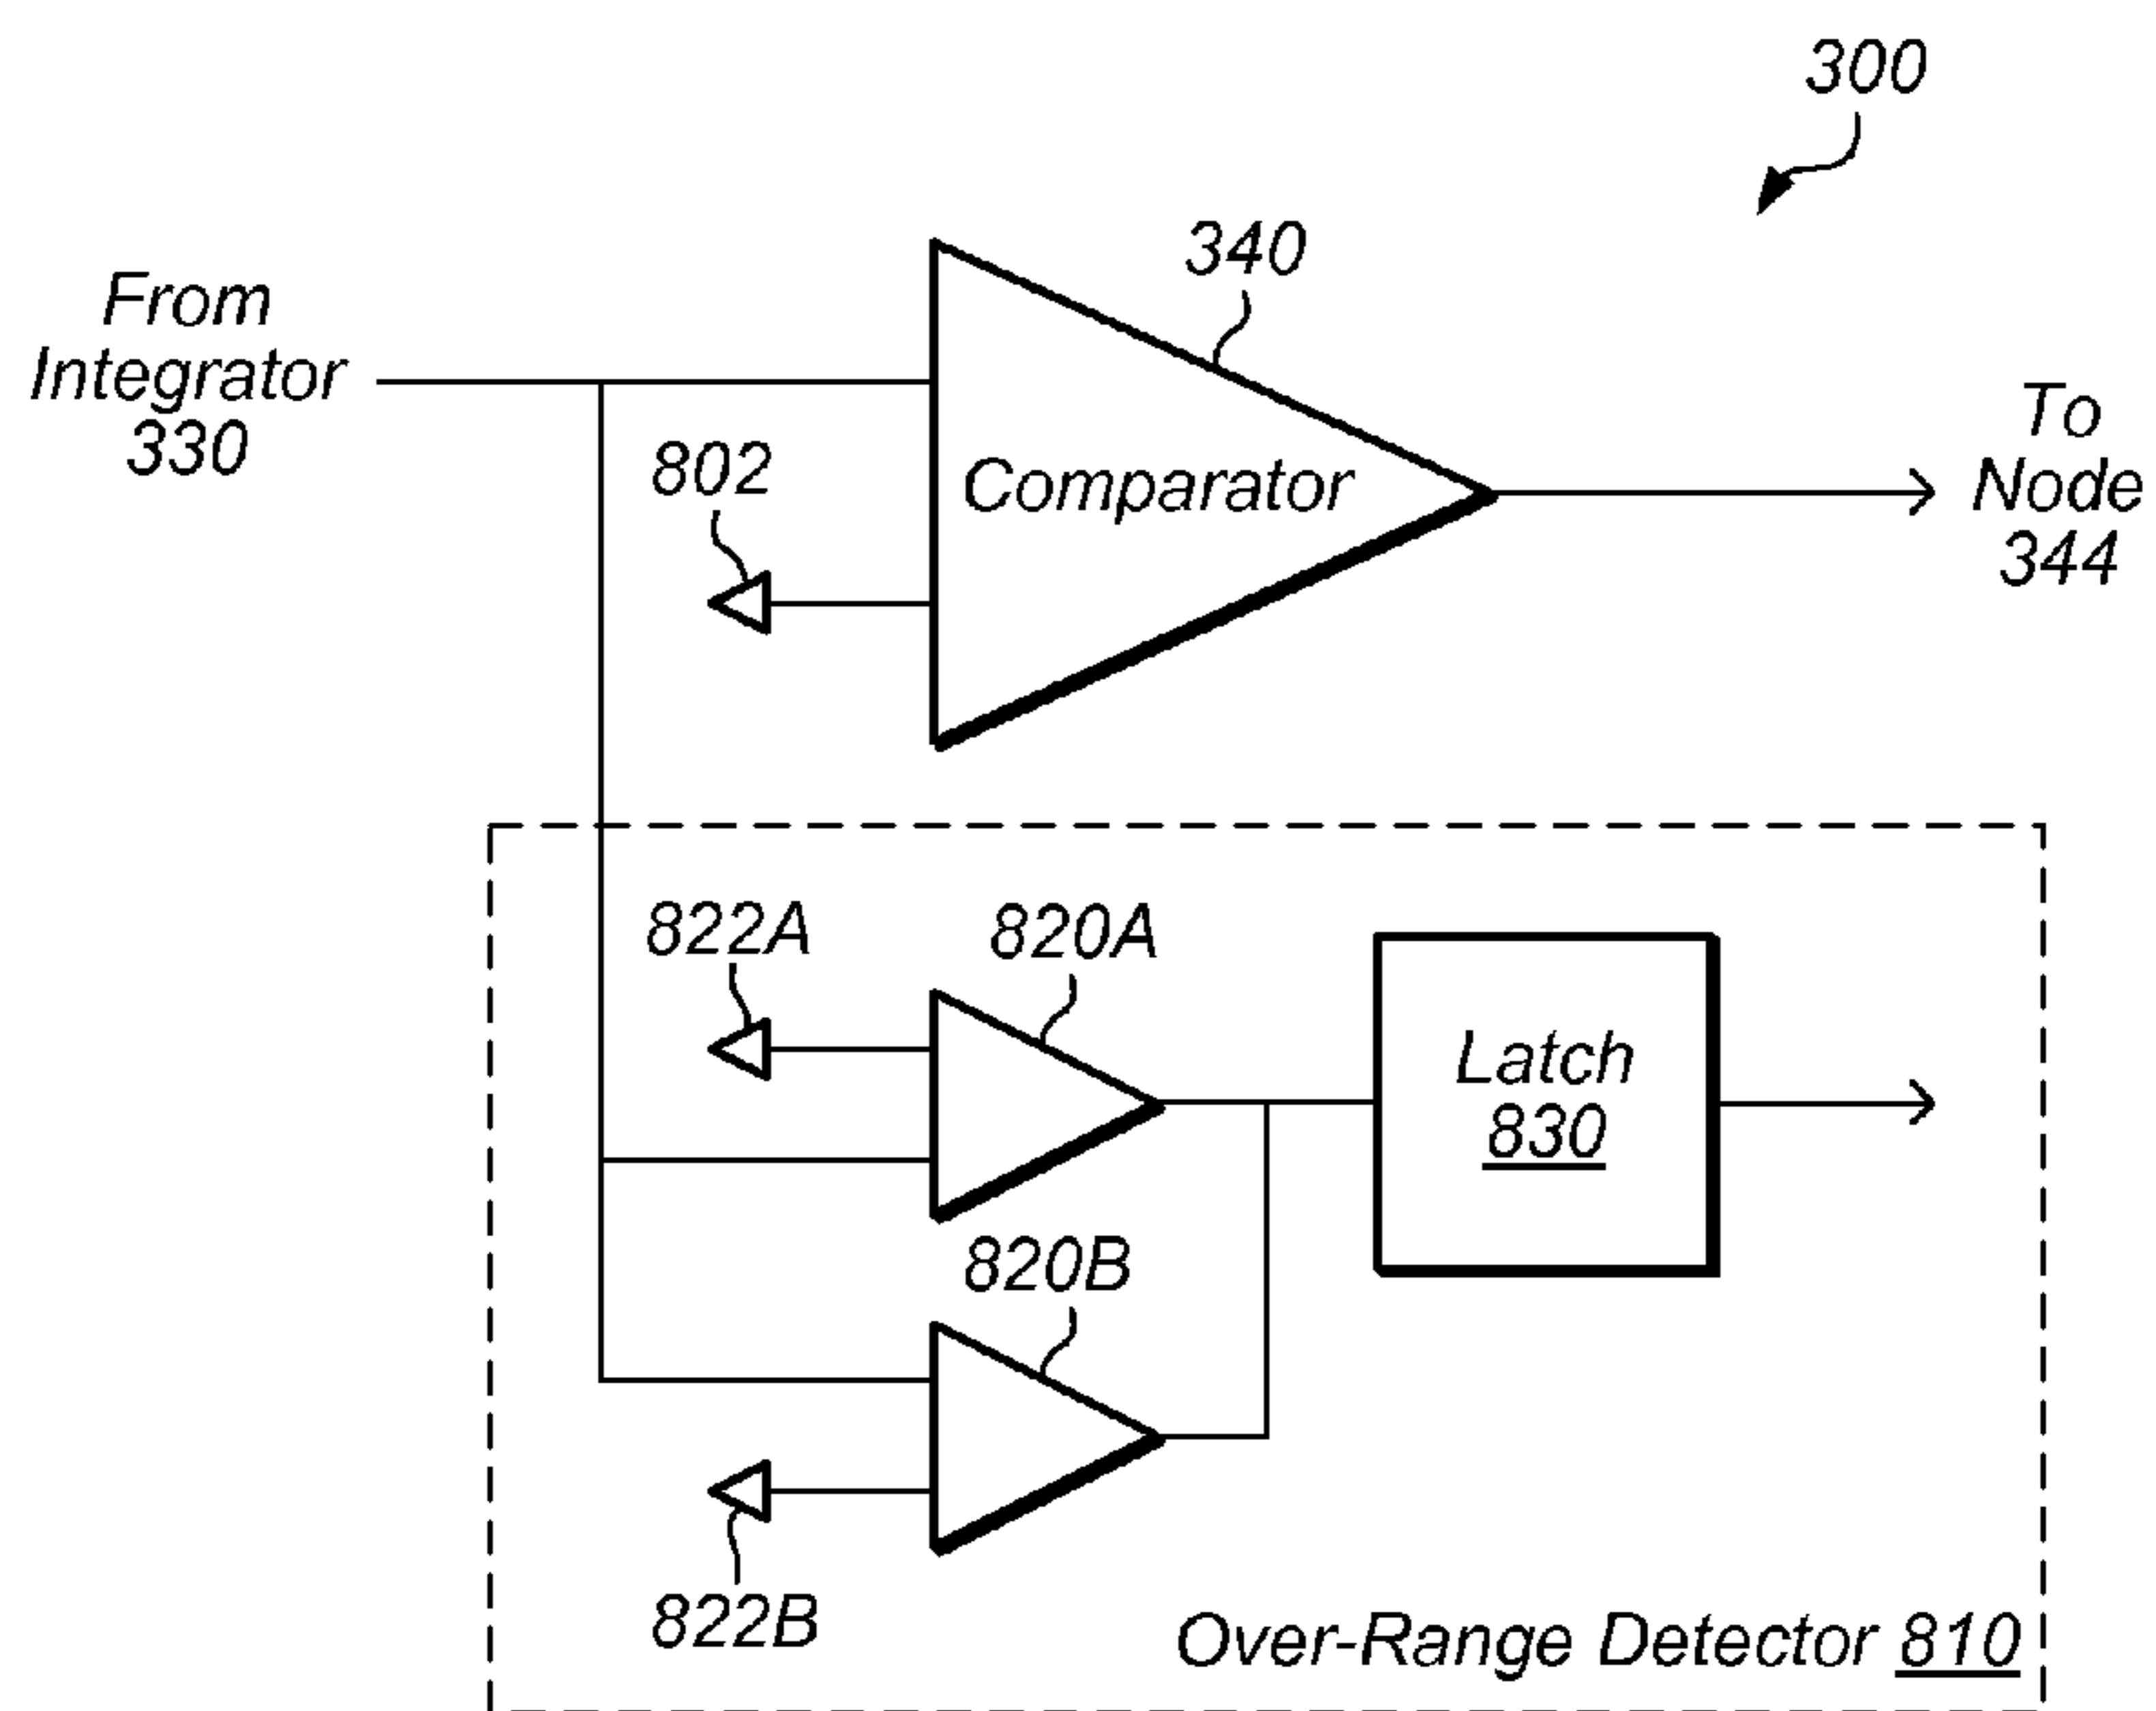 300
340
From
Integrator
330
To
Node
344
802
Comparator
822A
820A
Latch
830
820B
822B
Over-Range Detector 810